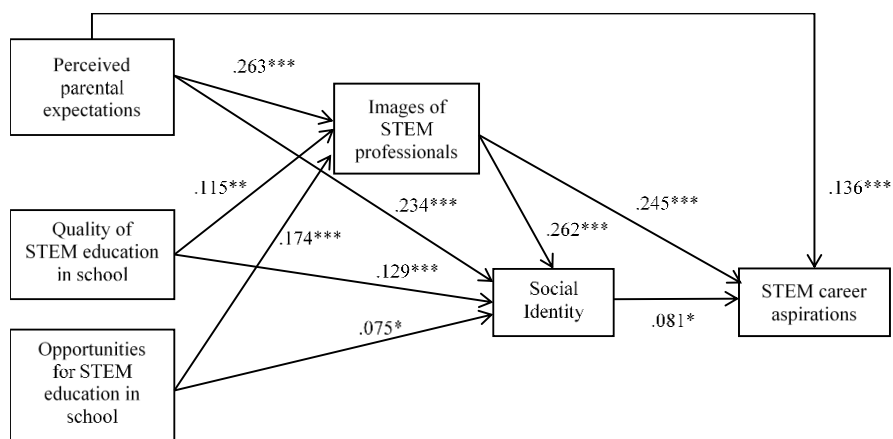 Perceived
parental
expectations
.263***
Images of
STEM
professionals
.115**
.234***
.245***
.136***
Quality of
STEM education
in school
.174***
.262***
.129***
Social
Identity
STEM career
aspirations
.075*
.081*
Opportunities
for STEM
education in
school